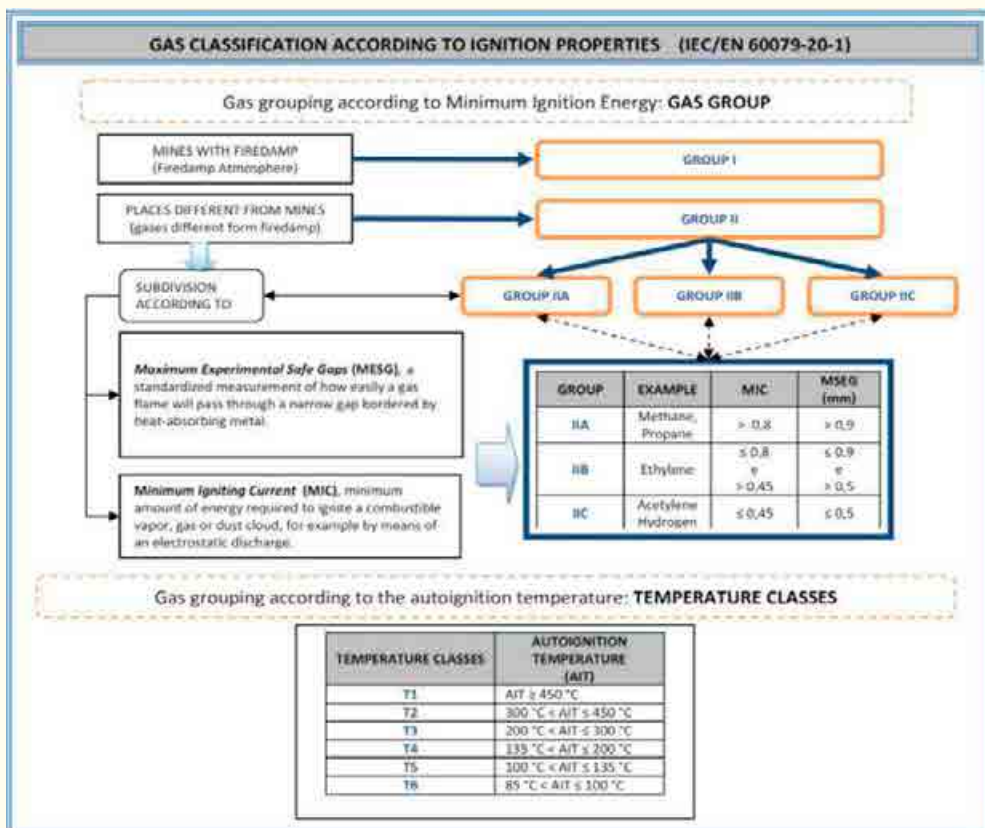 GAS CLASSIFICATION ACCORDING TO IGNITION PROPERTIES (IEC/EN 60079-20-1)
Gas grouping according to Minimum Ignition Energy: GAS GROUP
MINES WITH FIREDAMP
(Firedamp Atmosphere)
GROUP I
PLACES DIFFERENT FROM MINES
(gases different form firedamp)
GROUP II
SUBDIVISION
ACCORDING TO
GROUP IIA
GROUP IIB
GROUP IIC
Maximum Experimental Safe Gaps (MESG), a
standardized measurement of how easily a gas
flame will pass through a narrow gap bordered by
heat-absorbing metal.
Minimum Igniting Current (MIC), minimum
amount of energy required to ignite a combustible
vapor, gas or dust cloud, for example by means of
an electrostatic discharge.
GROUP EXAMPLE MIC MSEG
(mm)
IIA Methane,
Propane > 0,8 > 0,9
IIB Ethylene ≤ 0,8
e
> 0,45 ≤ 0.9
e
> 0,5
IIC Acetylene
Hydrogen ≤ 0,45 ≤ 0,5
Gas grouping according to the autoignition temperature: TEMPERATURE CLASSES
TEMPERATURE CLASSES AUTOIGNITION
TEMPERATURE
(AIT)
T1 AIT ≥ 450 °C
T2 300 °C < AIT ≤ 450 °C
T3 200 °C < AIT ≤ 300 °C
T4 135 °C < AIT ≤ 200 °C
T5 100 °C < AIT ≤ 135 °C
T6 85 °C < AIT ≤ 100 °C